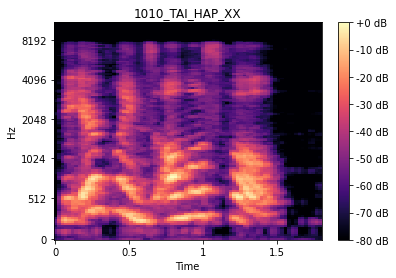 1010_TAI_HAP_XX
8192
4096
2048
1024
512
0
Hz
0
0.5
1
1.5
Time
+0 dB
-10 dB
-20 dB
-30 dB
-40 dB
-50 dB
-60 dB
-70 dB
-80 dB